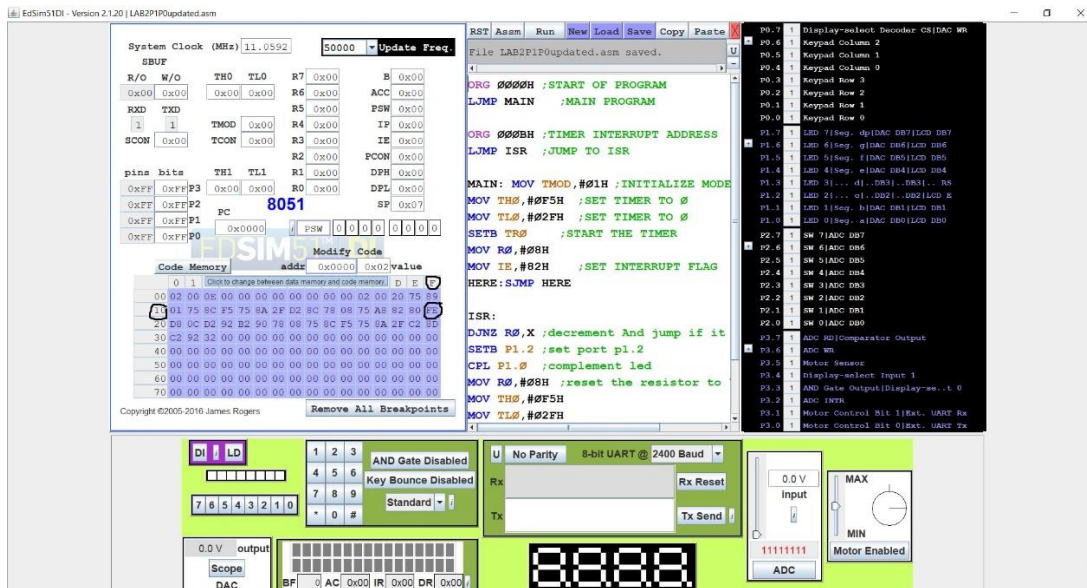 EdSim51DI - Version 2.1.20 | LAB2P1P0updated.asm
System Clock (MHz) 11.0592 50000 Update Freq.
SBUF
R/O W/O TH0 TL0 R7 0x00 B 0x00
0x00 0x00 0x00 0x00 R6 0x00 ACC 0x00
RXD TXD R5 0x00 PSW 0x00
1 1 TMOD 0x00 R4 0x00 IP 0x00
SCON 0x00 TCON 0x00 R3 0x00 IE 0x00
R2 0x00 PCON 0x00
pins bits TH1 TL1 R1 0x00 DPH 0x00
0xFF 0xFF P3 0x00 0x00 R0 0x00 DPL 0x00
0xFF 0xFF P2 8051 SP 0x07
0xFF 0xFF P1 PC
0xFF 0xFF P0 0x0000 i PSW 0 0 0 0 0 0 0 0
EDSIM51 DI
Modify Code
Code Memory addr 0x0000 0x02 value
0 1 Click to change between data memory and code memory. D E F
00 02 00 0E 00 00 00 00 00 00 00 00 02 00 20 75 89
10 01 75 8C F5 75 8A 2F D2 8C 78 08 75 A8 82 80 FE
20 D8 0C D2 92 B2 90 78 08 75 8C F5 75 8A 2F C2 8D
30 C2 92 32 00 00 00 00 00 00 00 00 00 00 00 00 00
40 00 00 00 00 00 00 00 00 00 00 00 00 00 00 00 00
50 00 00 00 00 00 00 00 00 00 00 00 00 00 00 00 00
60 00 00 00 00 00 00 00 00 00 00 00 00 00 00 00 00
70 00 00 00 00 00 00 00 00 00 00 00 00 00 00 00 00
Copyright ©2005-2016 James Rogers Remove All Breakpoints
RST Assm Run New Load Save Copy Paste X
File LAB2P1P0updated.asm saved. U
ORG 0000H ;START OF PROGRAM
LJMP MAIN ;MAIN PROGRAM
ORG 000BH ;TIMER INTERRUPT ADDRESS
LJMP ISR ;JUMP TO ISR
MAIN: MOV TMOD,#01H ;INITIALIZE MODE
MOV TH0,#0F5H ;SET TIMER TO 0
MOV TL0,#02FH ;SET TIMER TO 0
SETB TR0 ;START THE TIMER
MOV R0,#08H
MOV IE,#82H ;SET INTERRUPT FLAG
HERE:SJMP HERE
ISR:
DJNZ R0,X ;decrement And jump if it
SETB P1.2 ;set port p1.2
CPL P1.0 ;complement led
MOV R0,#08H ;reset the resistor to
MOV TH0,#0F5H
MOV TL0,#02FH
P0.7 1 Display-select Decoder CS|DAC WR
P0.6 1 Keypad Column 2
P0.5 1 Keypad Column 1
P0.4 1 Keypad Column 0
P0.3 1 Keypad Row 3
P0.2 1 Keypad Row 2
P0.1 1 Keypad Row 1
P0.0 1 Keypad Row 0
P1.7 1 LED 7|Seg. dp|DAC DB7|LCD DB7
P1.6 1 LED 6|Seg. g|DAC DB6|LCD DB6
P1.5 1 LED 5|Seg. f|DAC DB5|LCD DB5
P1.4 1 LED 4|Seg. e|DAC DB4|LCD DB4
P1.3 1 LED 3|... d|..DB3|..DB3|.. RS
P1.2 1 LED 2|... c|..DB2|..DB2|LCD E
P1.1 1 LED 1|Seg. b|DAC DB1|LCD DB1
P1.0 1 LED 0|Seg. a|DAC DB0|LCD DB0
P2.7 1 SW 7|ADC DB7
P2.6 1 SW 6|ADC DB6
P2.5 1 SW 5|ADC DB5
P2.4 1 SW 4|ADC DB4
P2.3 1 SW 3|ADC DB3
P2.2 1 SW 2|ADC DB2
P2.1 1 SW 1|ADC DB1
P2.0 1 SW 0|ADC DB0
P3.7 1 ADC RD|Comparator Output
P3.6 1 ADC WR
P3.5 1 Motor Sensor
P3.4 1 Display-select Input 1
P3.3 1 AND Gate Output|Display-se..t 0
P3.2 1 ADC INTR
P3.1 1 Motor Control Bit 1|Ext. UART Rx
P3.0 1 Motor Control Bit 0|Ext. UART Tx
DI i LD
7 6 5 4 3 2 1 0
1 2 3
4 5 6
7 8 9
* 0 #
AND Gate Disabled
Key Bounce Disabled
Standard i
U No Parity 8-bit UART @ 2400 Baud
Rx Rx Reset
Tx Tx Send i
0.0 V
input
i
11111111
ADC
MAX
MIN
Motor Enabled
0.0 V output
Scope
DAC
BF 0 AC 0x00 IR 0x00 DR 0x00 i
8.8.8.8.